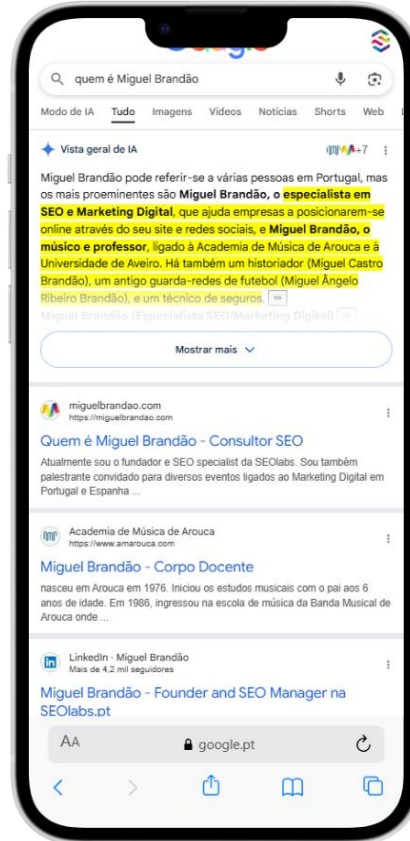 quem é Miguel Brandão
Modo de IA Tudo Imagens Vídeos Notícias Shorts Web
Vista geral de IA +7
Miguel Brandão pode referir-se a várias pessoas em Portugal, mas
os mais proeminentes são Miguel Brandão, o especialista em
SEO e Marketing Digital, que ajuda empresas a posicionarem-se
online através do seu site e redes sociais, e Miguel Brandão, o
músico e professor, ligado à Academia de Música de Arouca e à
Universidade de Aveiro. Há também um historiador (Miguel Castro
Brandão), um antigo guarda-redes de futebol (Miguel Ângelo
Ribeiro Brandão), e um técnico de seguros.
Miguel Brandão (Especialista SEO/Marketing Digital)
Mostrar mais
miguelbrandao.com
https://miguelbrandao.com
Quem é Miguel Brandão - Consultor SEO
Atualmente sou o fundador e SEO specialist da SEOlabs. Sou também
palestrante convidado para diversos eventos ligados ao Marketing Digital em
Portugal e Espanha ...
Academia de Música de Arouca
https://www.amarouca.com
Miguel Brandão - Corpo Docente
nasceu em Arouca em 1976. Iniciou os estudos musicais com o pai aos 6
anos de idade. Em 1986, ingressou na escola de música da Banda Musical de
Arouca onde ...
in
LinkedIn · Miguel Brandão
Mais de 4,2 mil seguidores
Miguel Brandão - Founder and SEO Manager na
SEOlabs.pt
AA google.pt